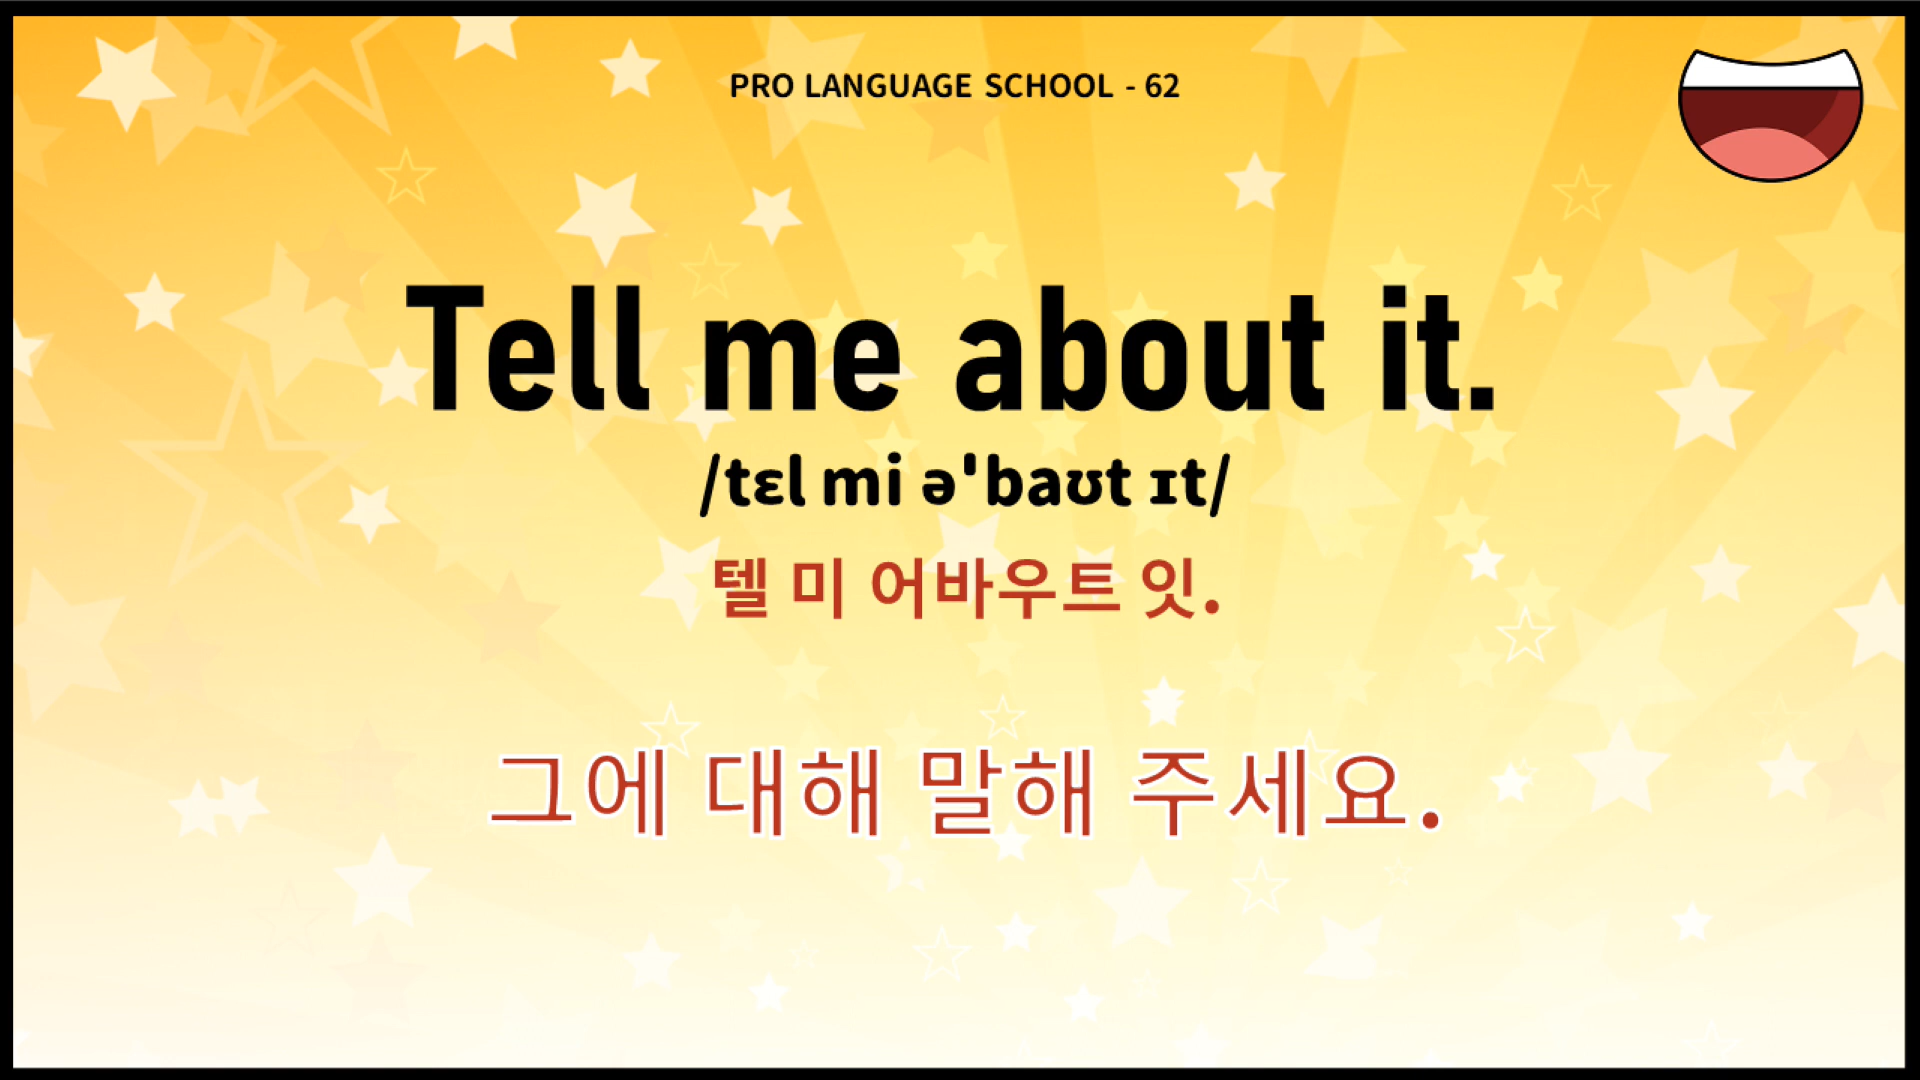 PRO LANGUAGE SCHOOL - 62
Tell me about it.
/tɛl mi əˈbaʊt ɪt/
텔 미 어바우트 잇.
그에 대해 말해 주세요.